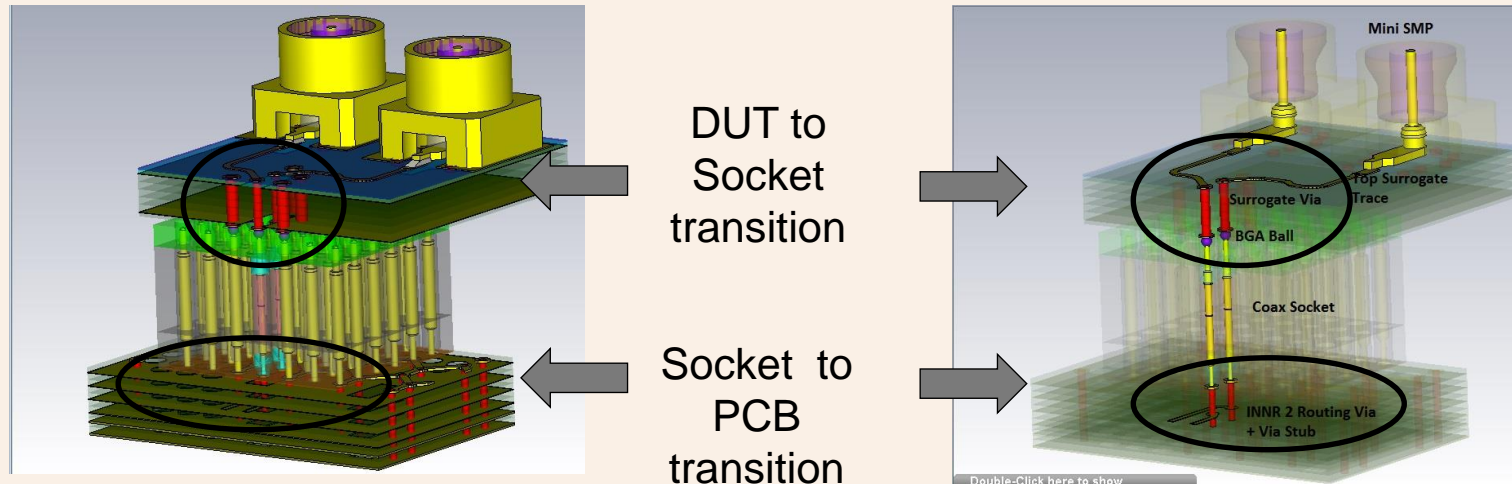 DUT to
Socket
transition
Socket to
PCB
transition
Mini SMP
Top Surrogate
Trace
Surrogate Via
BGA Ball
Coax Socket
INNR 2 Routing Via
+ Via Stub
Double-Click here to show